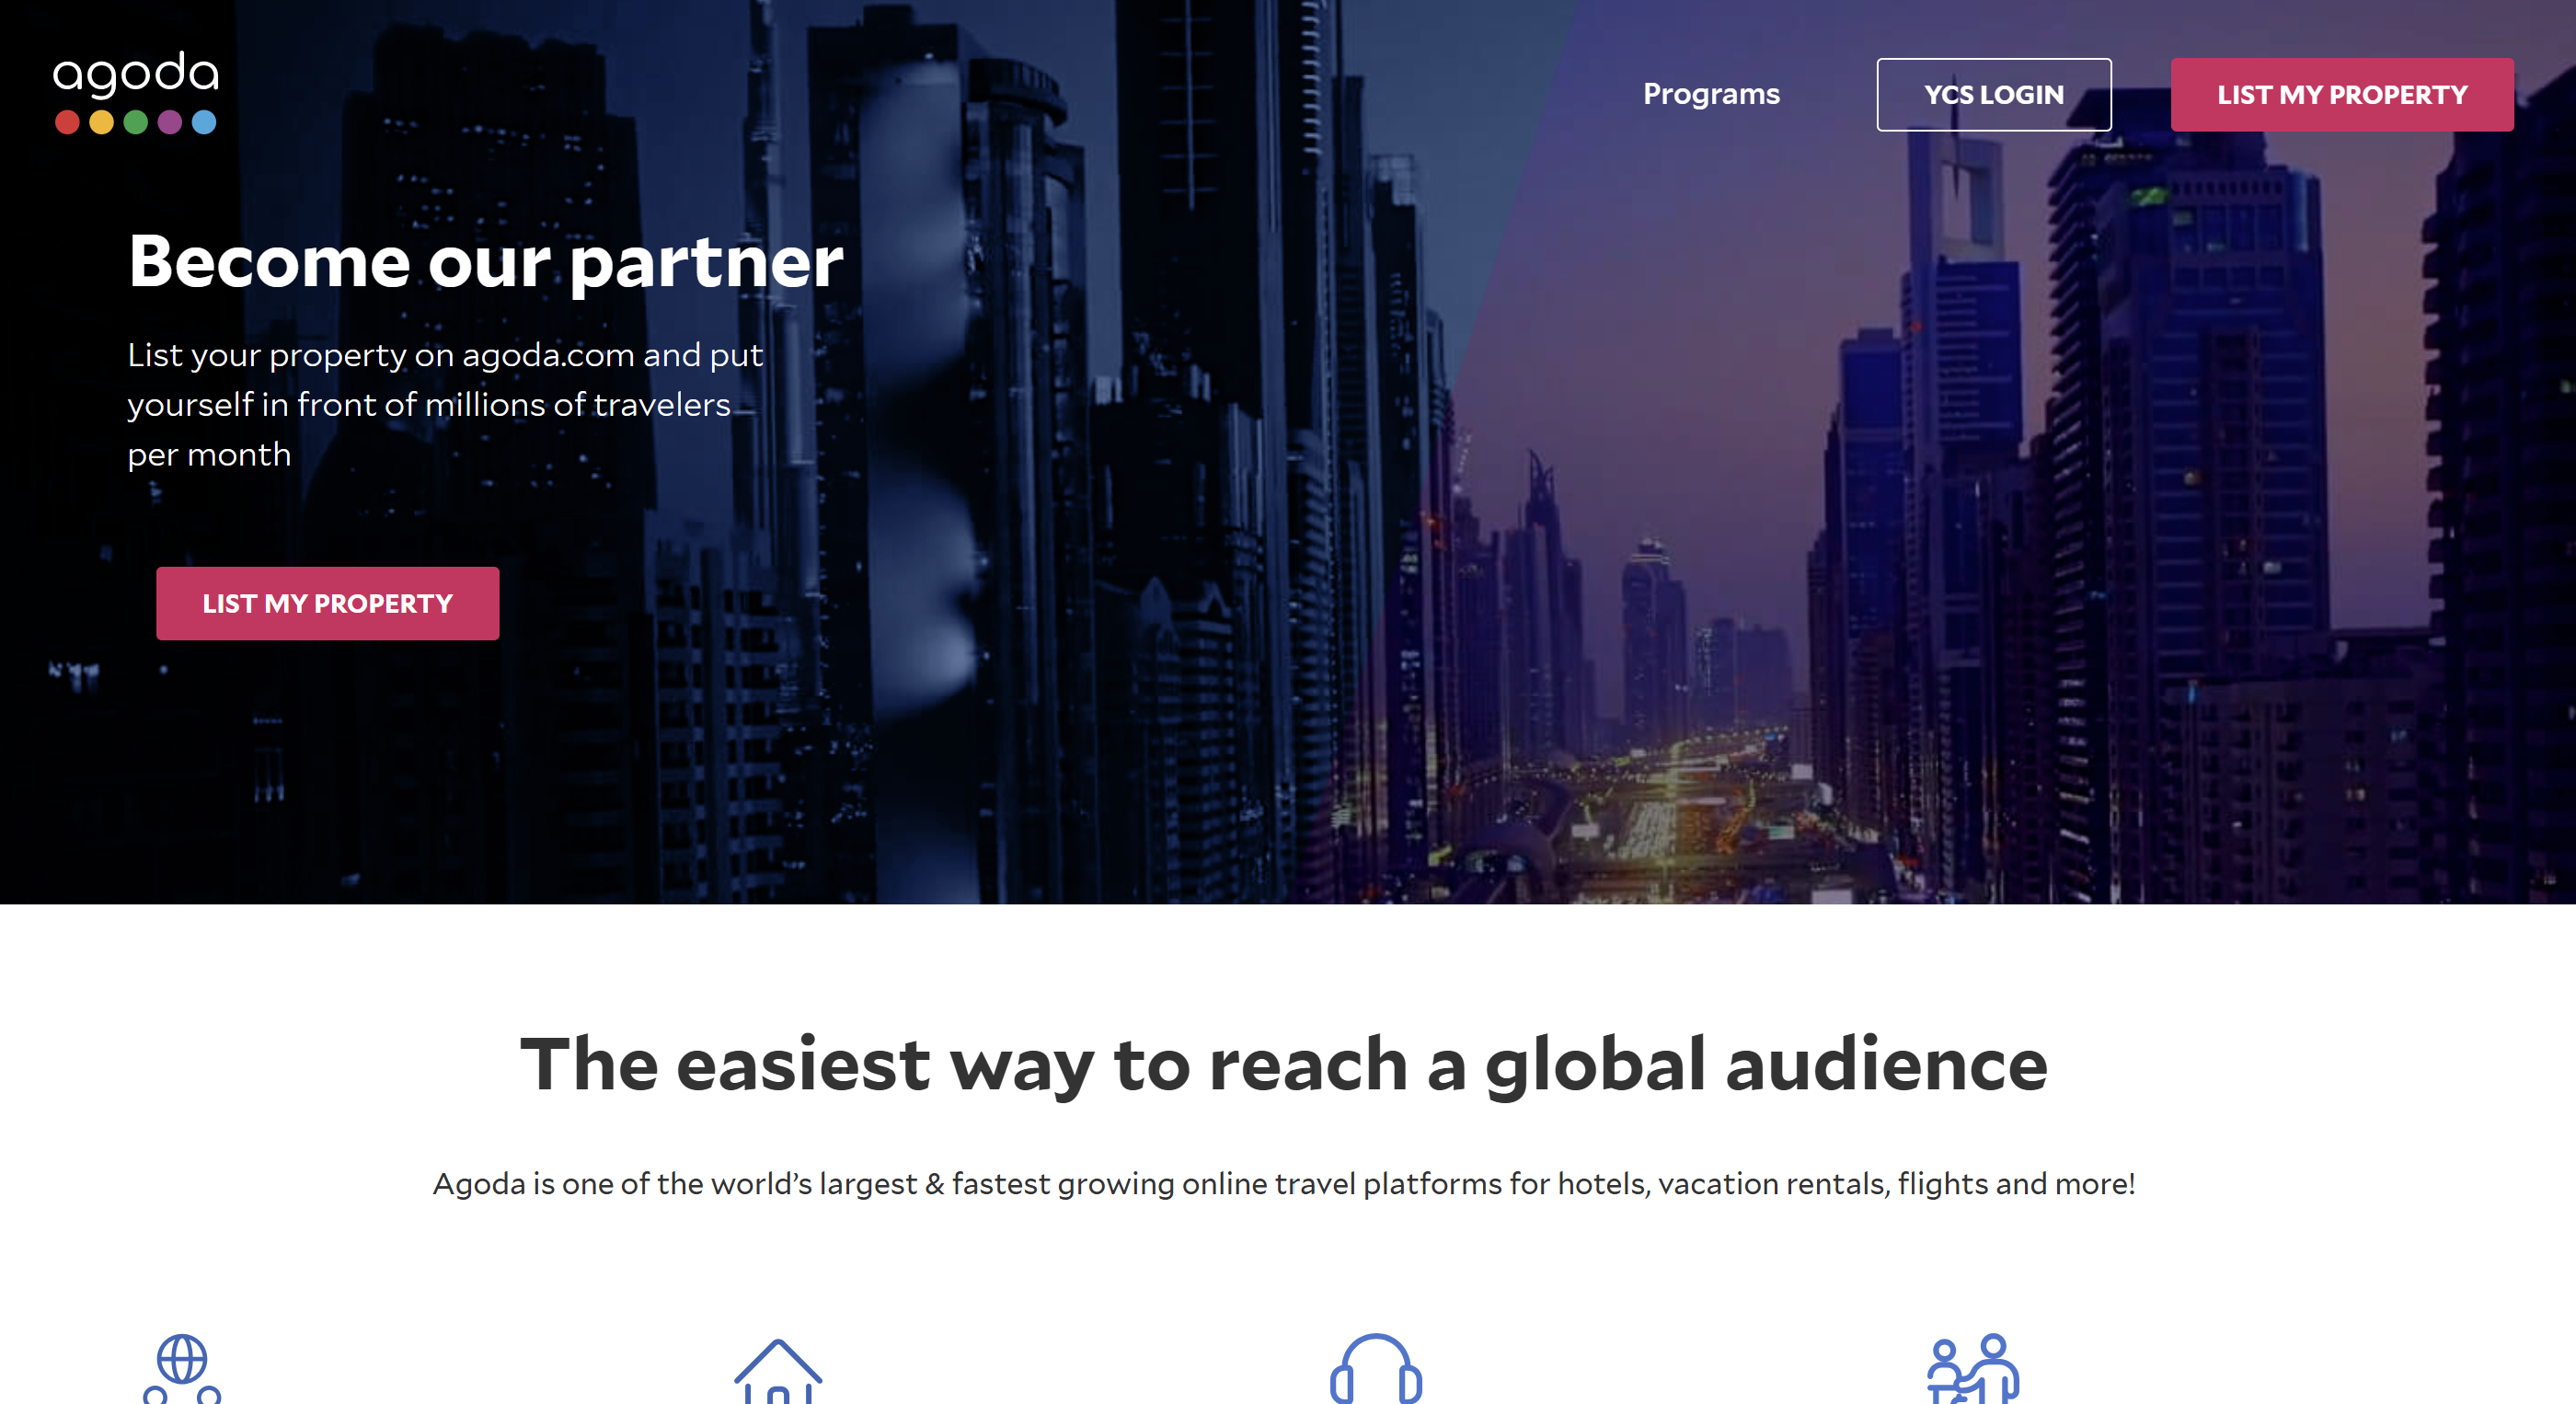 agoda
Programs
YCS LOGIN
LIST MY PROPERTY
Become our partner
List your property on agoda.com and put
yourself in front of millions of travelers
per month
LIST MY PROPERTY
The easiest way to reach a global audience
Agoda is one of the world’s largest & fastest growing online travel platforms for hotels, vacation rentals, flights and more!